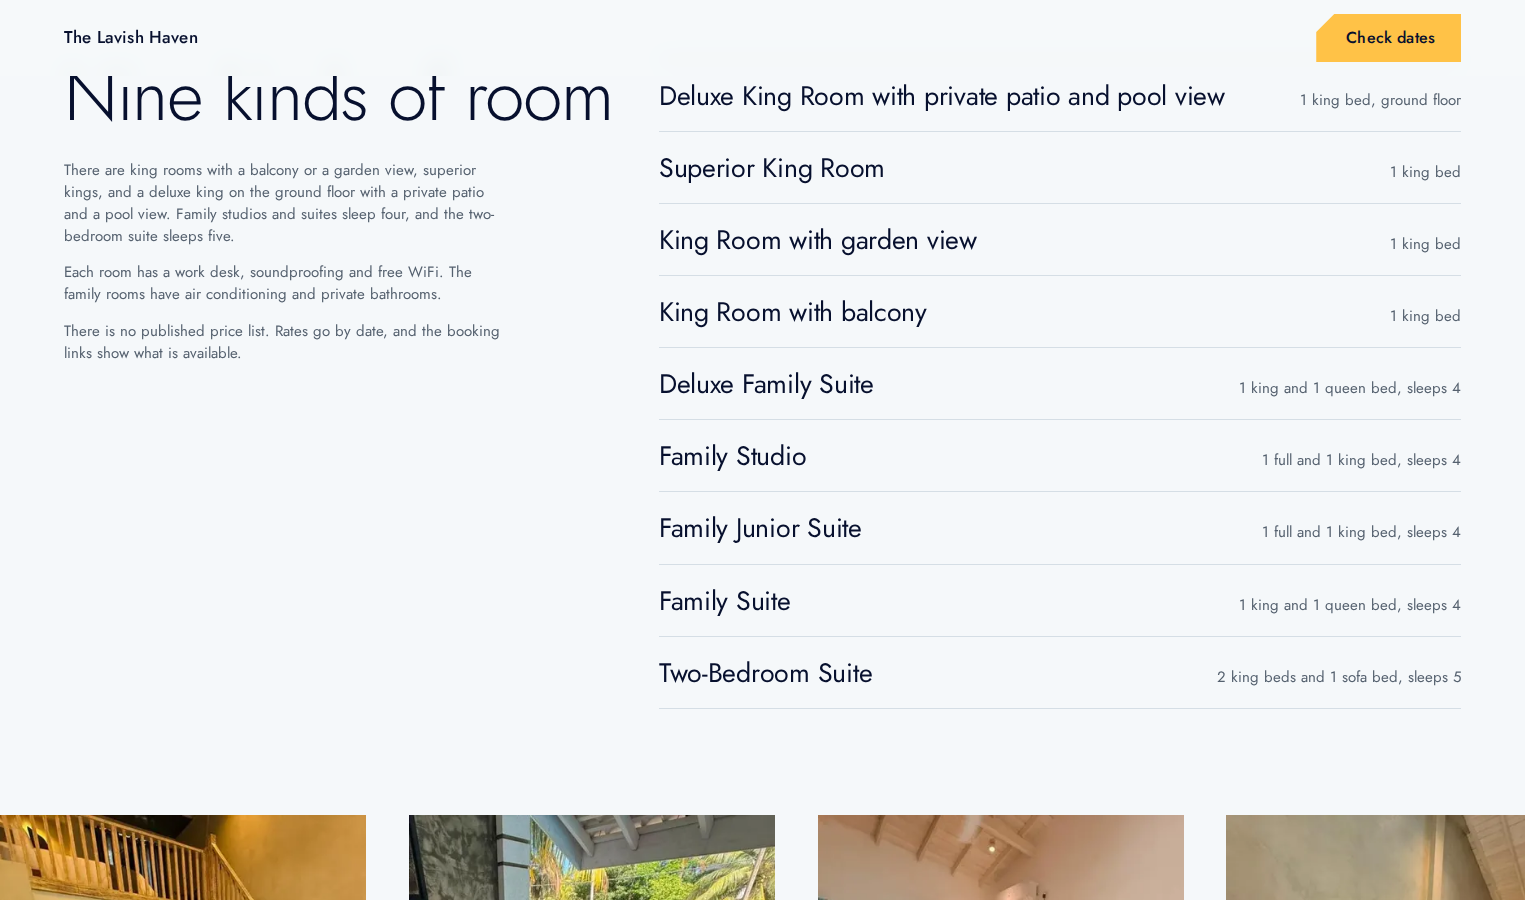 The Lavish Haven
Check dates
Nine kinds of room
There are king rooms with a balcony or a garden view, superior
kings, and a deluxe king on the ground floor with a private patio
and a pool view. Family studios and suites sleep four, and the two-
bedroom suite sleeps five.
Each room has a work desk, soundproofing and free WiFi. The
family rooms have air conditioning and private bathrooms.
There is no published price list. Rates go by date, and the booking
links show what is available.
Deluxe King Room with private patio and pool view
1 king bed, ground floor
Superior King Room
1 king bed
King Room with garden view
1 king bed
King Room with balcony
1 king bed
Deluxe Family Suite
1 king and 1 queen bed, sleeps 4
Family Studio
1 full and 1 king bed, sleeps 4
Family Junior Suite
1 full and 1 king bed, sleeps 4
Family Suite
1 king and 1 queen bed, sleeps 4
Two-Bedroom Suite
2 king beds and 1 sofa bed, sleeps 5